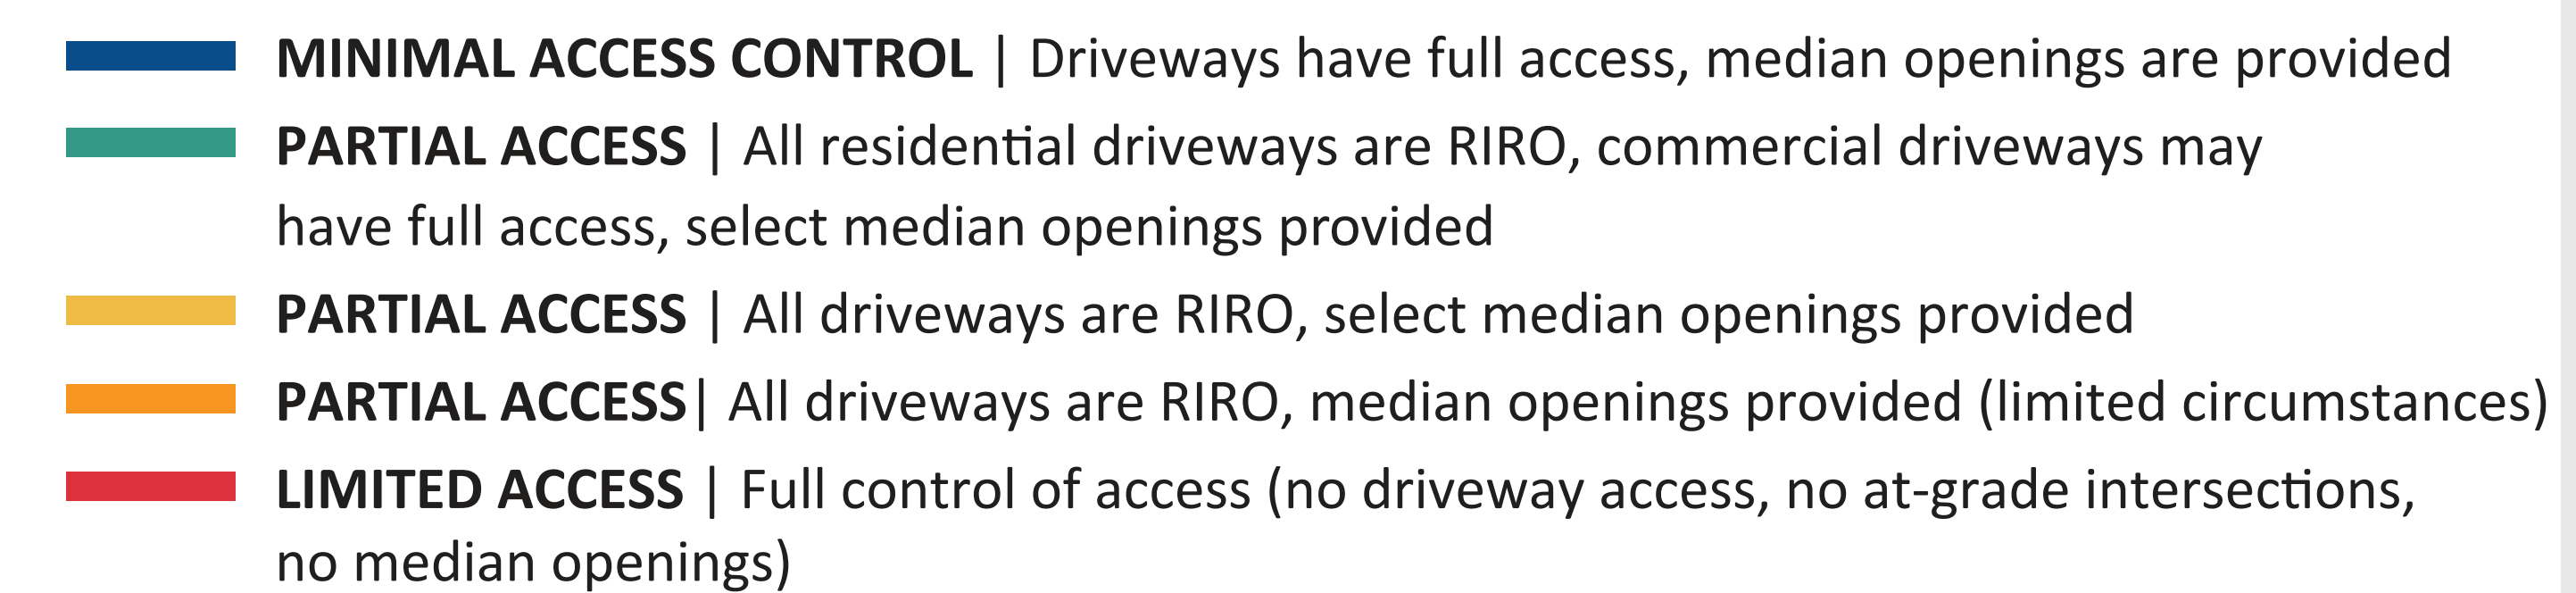 MINIMAL ACCESS CONTROL | Driveways have full access, median openings are provided
PARTIAL ACCESS | All residential driveways are RIRO, commercial driveways may
have full access, select median openings provided
PARTIAL ACCESS | All driveways are RIRO, select median openings provided
PARTIAL ACCESS| All driveways are RIRO, median openings provided (limited circumstances)
LIMITED ACCESS | Full control of access (no driveway access, no at-grade intersections,
no median openings)